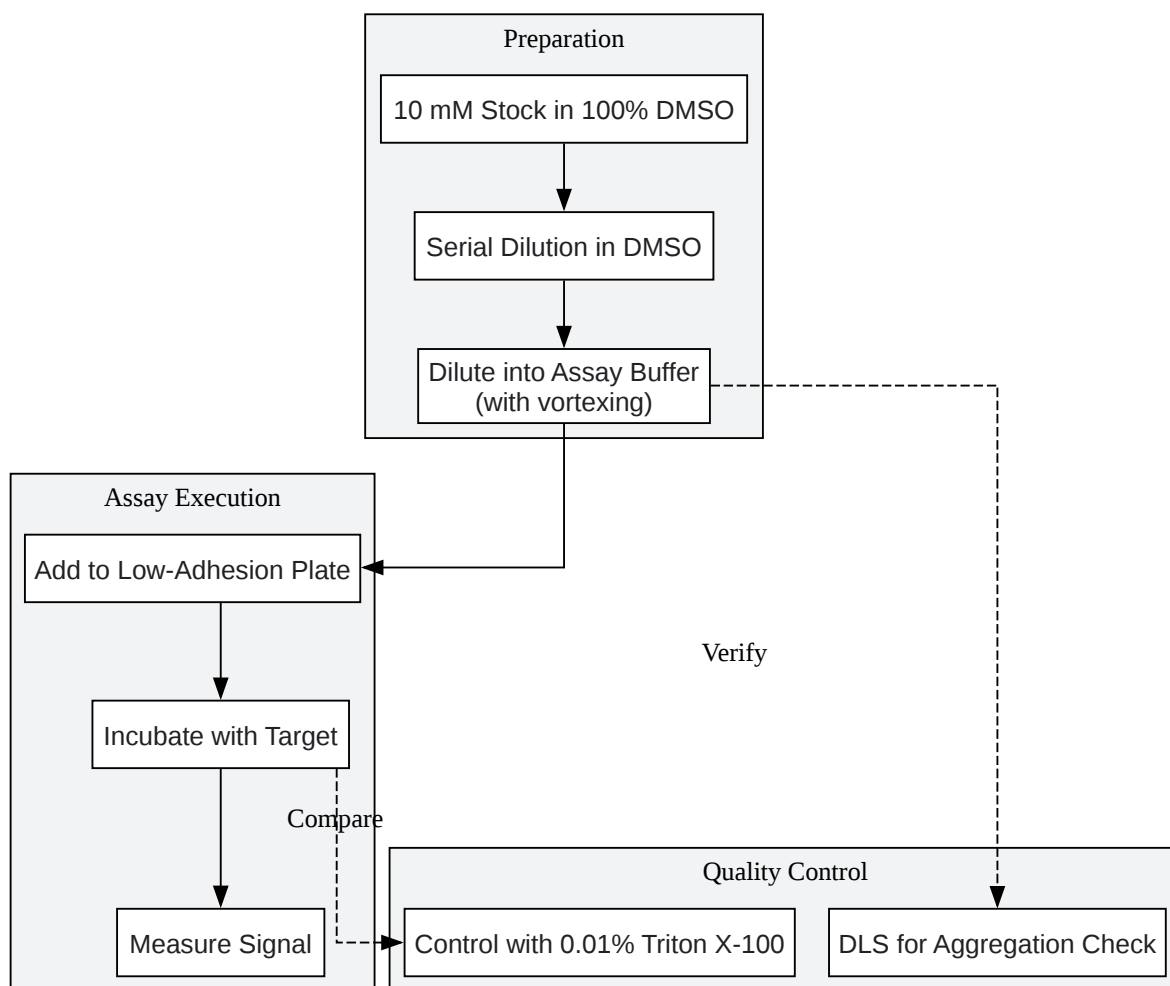 Preparation
10 mM Stock in 100% DMSO
Serial Dilution in DMSO
Dilute into Assay Buffer
(with vortexing)
Assay Execution
Add to Low-Adhesion Plate
Verify
Incubate with Target
Compare
Quality Control
Measure Signal
Control with 0.01% Triton X-100
DLS for Aggregation Check